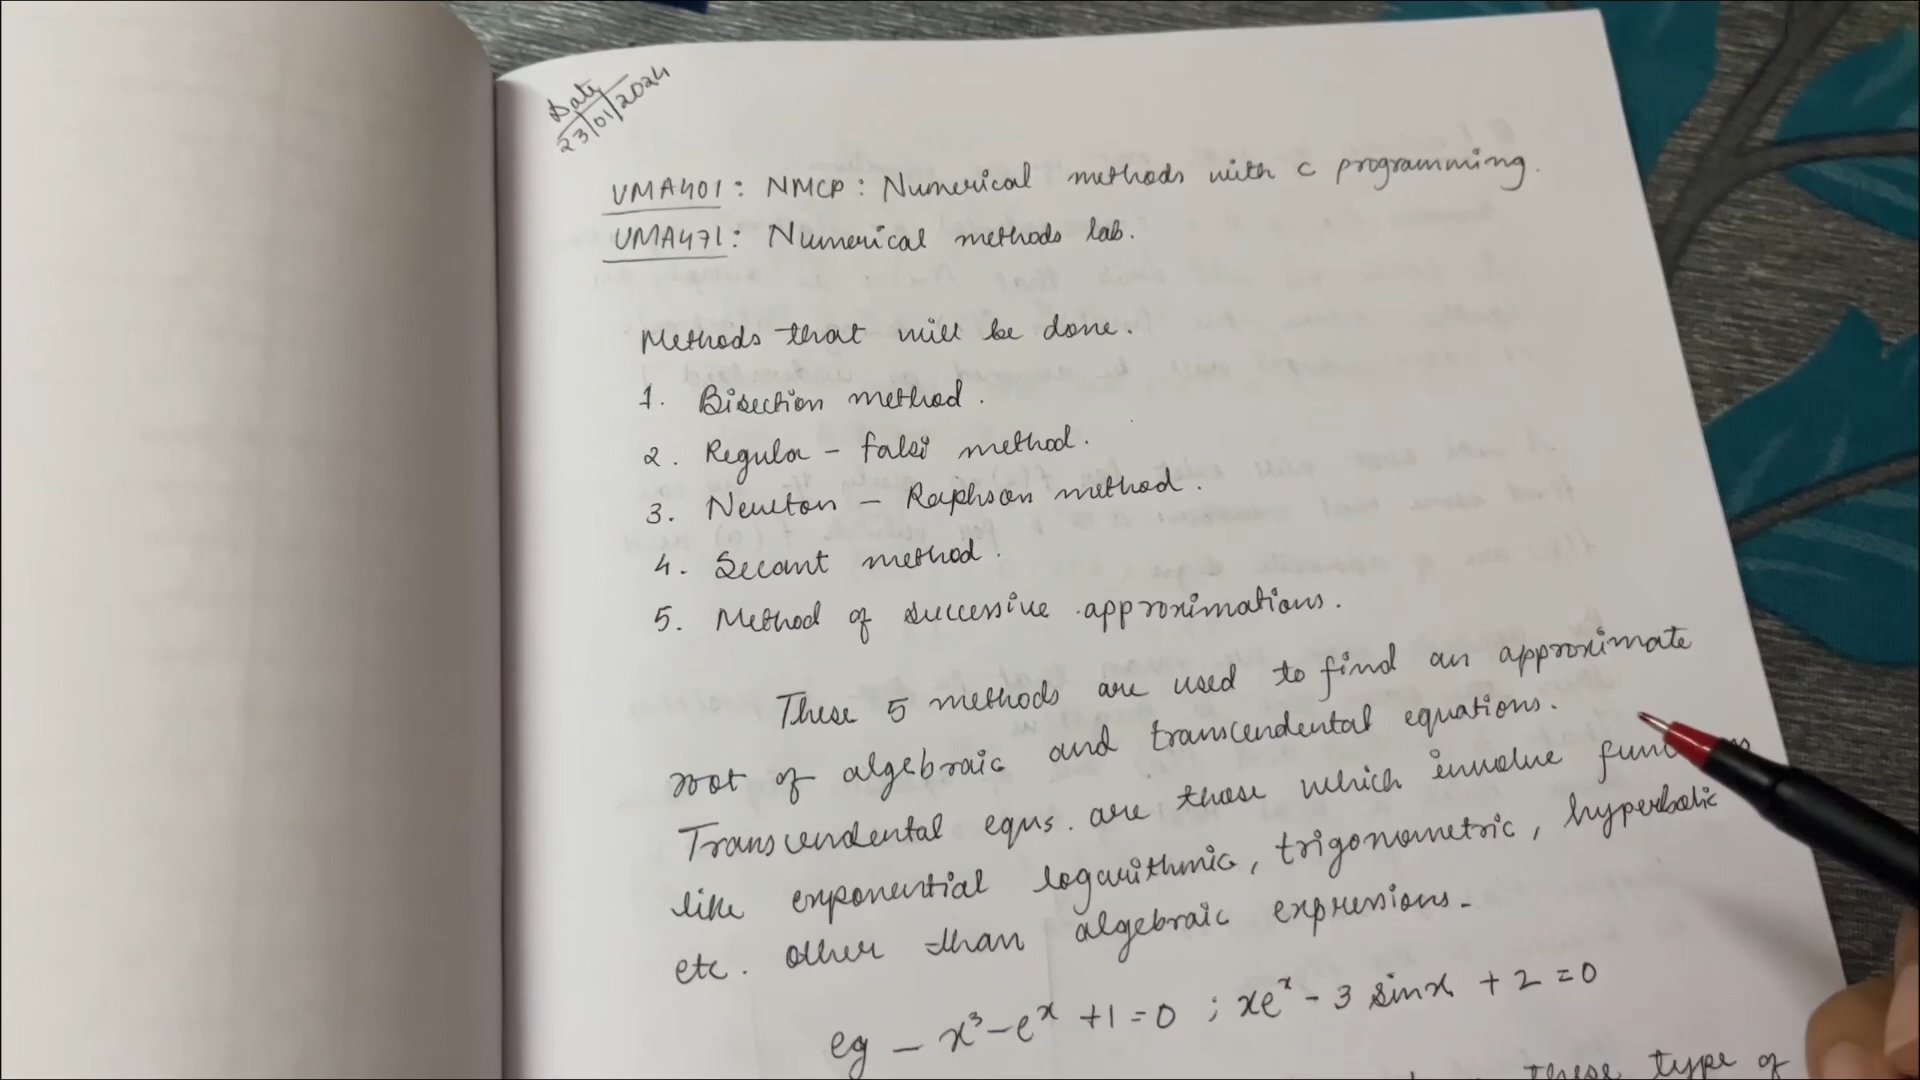 Date
23/01/2024
UMA401: NMCP: Numerical methods with c programming.
UMA471: Numerical methods lab.
Methods that will be done.
1. Bisection method.
2. Regula - falsi method.
3. Newton - Raphson method.
4. Secant method.
5. Method of successive approximations.
These 5 methods are used to find an approximate
root of algebraic and transcendental equations.
Transcendental eqns. are those which involve functions
like exponential logarithmic, trigonometric, hyperbolic
etc. other than algebraic expressions.
eg - x³-eˣ+1=0 ; xeˣ-3 sinx + 2 = 0
these type of